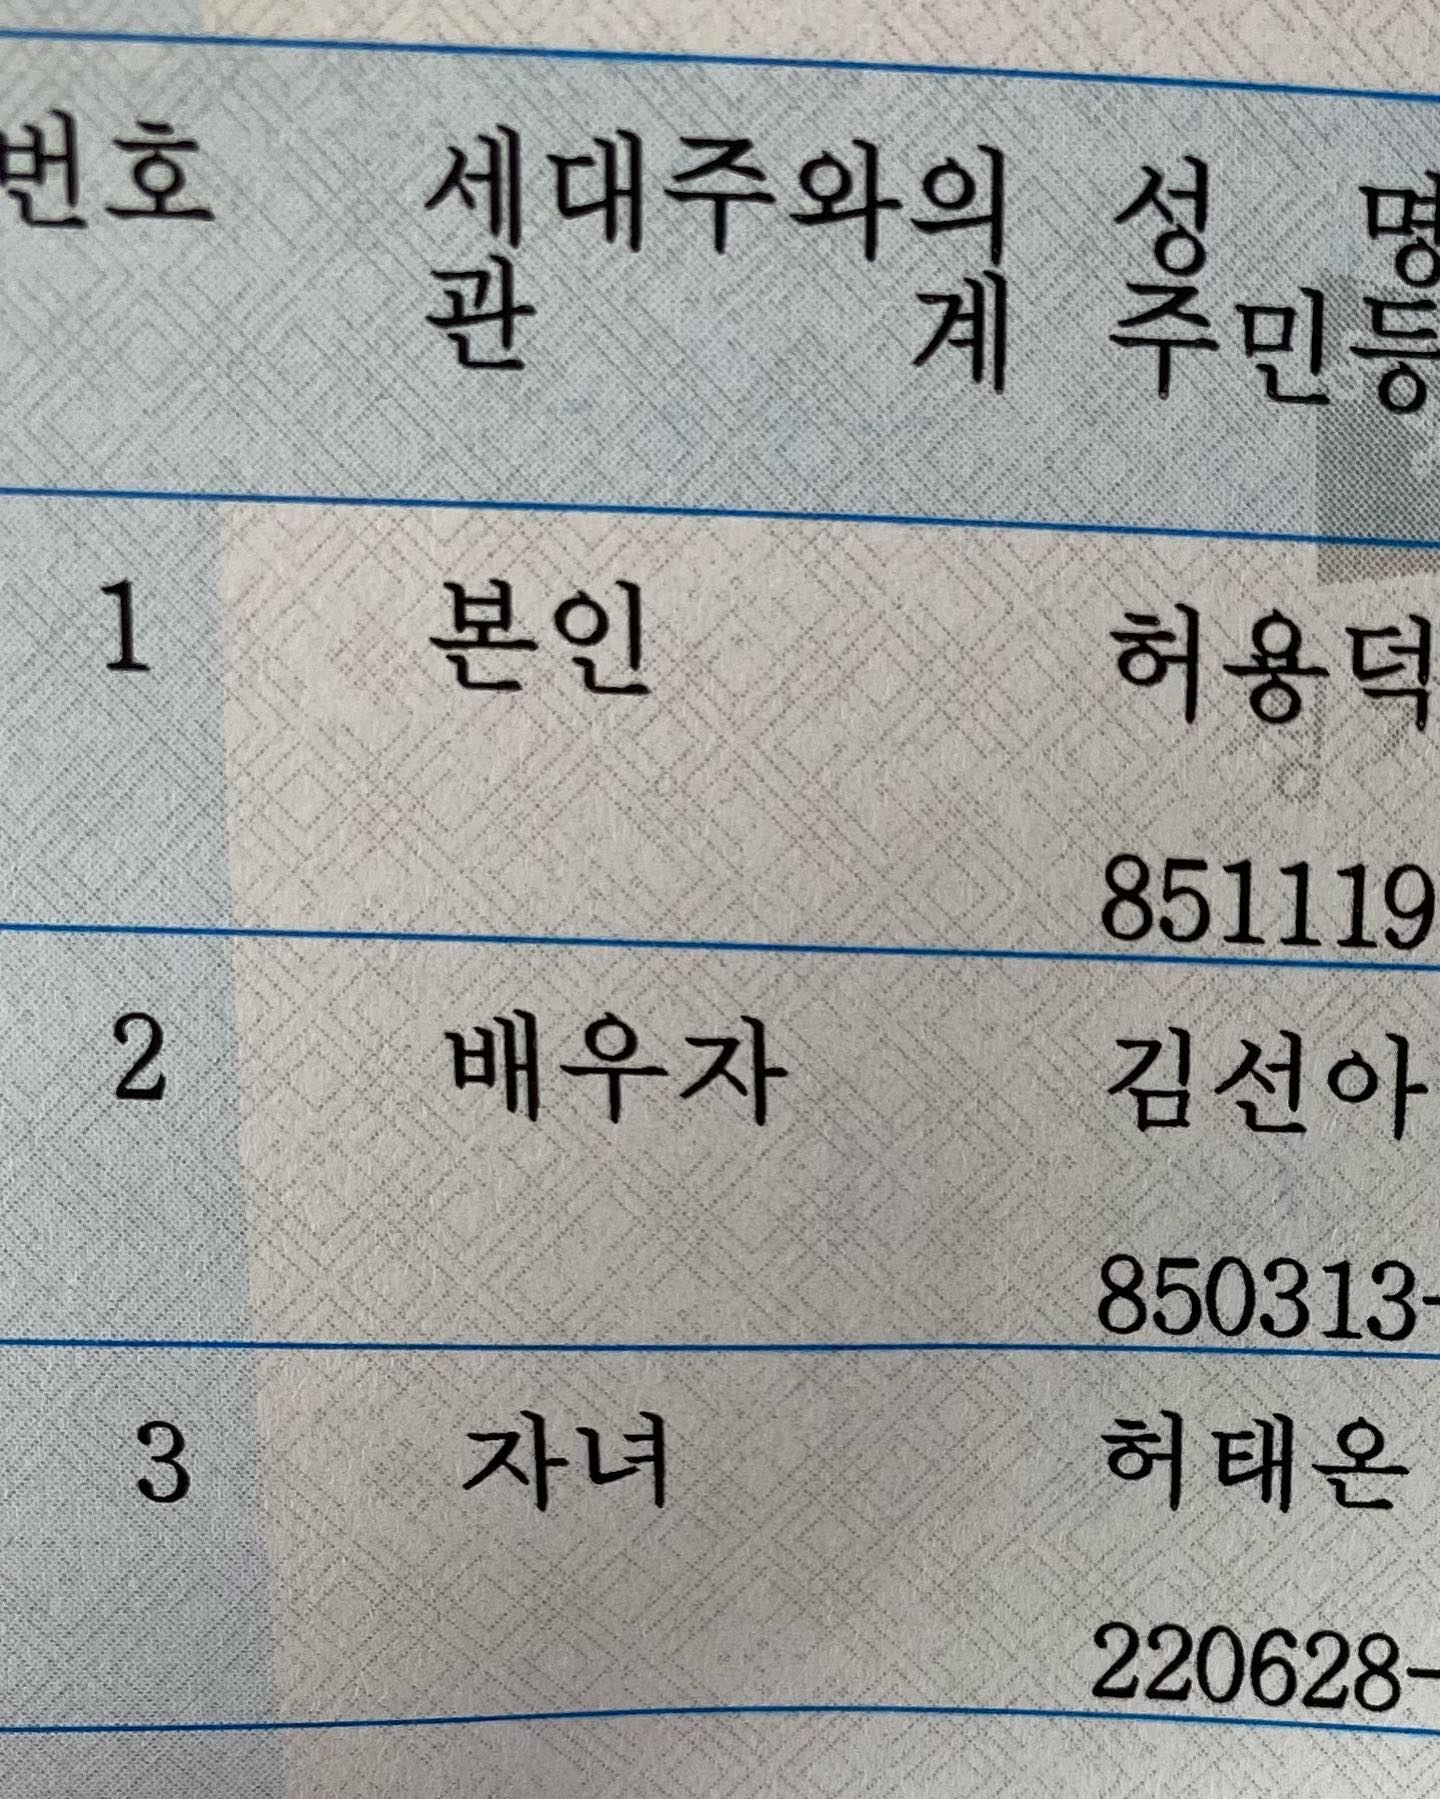 번호 세대주와의 성 명
관 계 주민등
1 본인 허용덕
851119
2 배우자 김선아
850313-
3 자녀 허태온
220628-